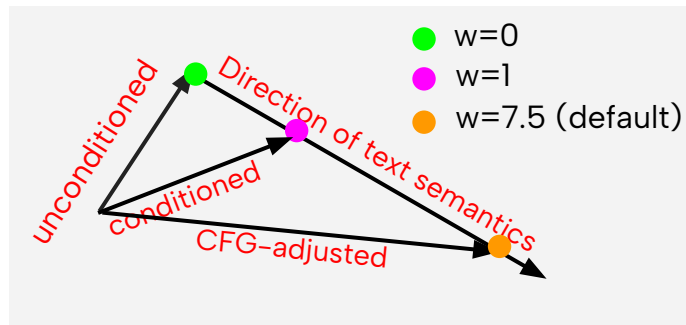 w=0
w=1
w=7.5 (default)
unconditioned
Direction of text semantics
conditioned
CFG-adjusted